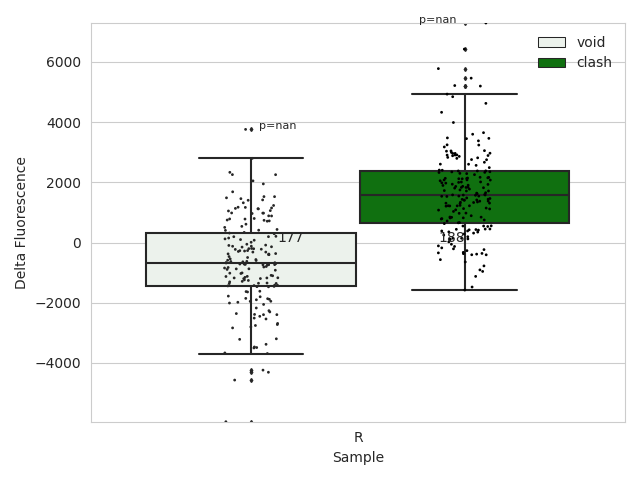 p=nan
void
clash
6000
4000
p=nan
2000
177
188
0
−2000
−4000
Delta Fluorescence
R
Sample